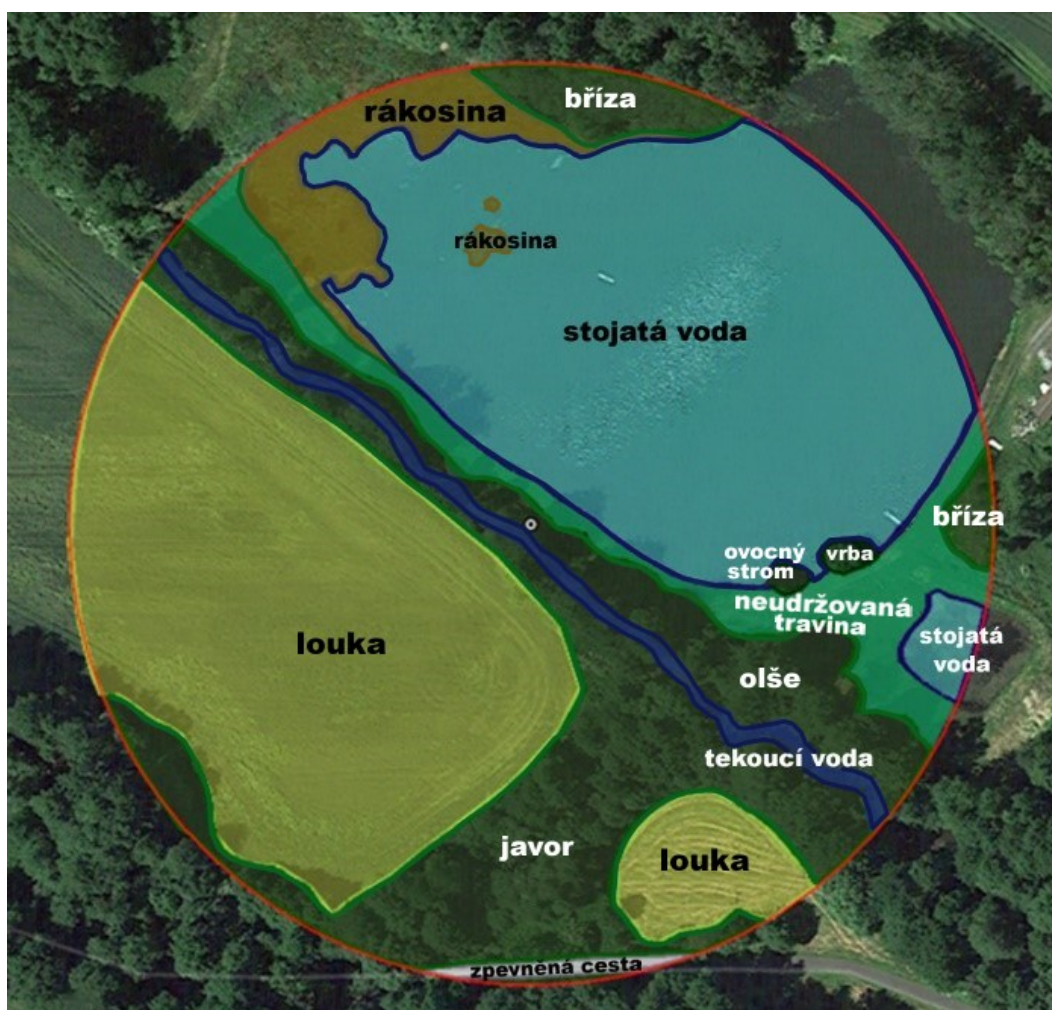 bříza
rákosina
rákosina
stojatá voda
bříza
ovocný
strom
vrba
neudržovaná
travina
stojatá
voda
louka
olše
tekoucí voda
javor
louka
zpevněná cesta